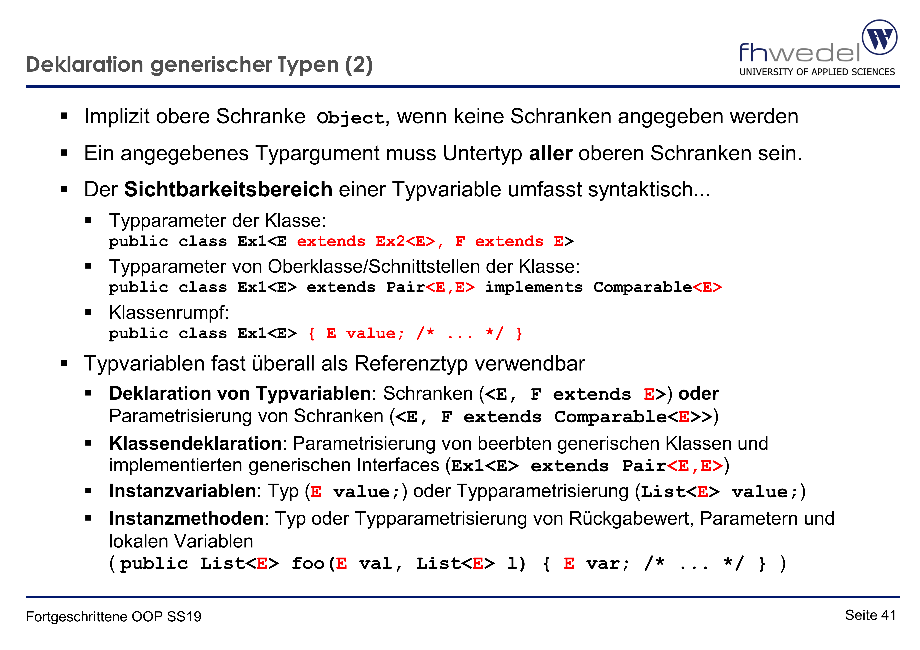 Deklaration generischer Typen (2)
fhwedel
UNIVERSITY OF APPLIED SCIENCES
W
▪ Implizit obere Schranke Object, wenn keine Schranken angegeben werden
▪ Ein angegebenes Typargument muss Untertyp aller oberen Schranken sein.
▪ Der Sichtbarkeitsbereich einer Typvariable umfasst syntaktisch...
▪ Typparameter der Klasse:
public class Ex1<E extends Ex2<E>, F extends E>
▪ Typparameter von Oberklasse/Schnittstellen der Klasse:
public class Ex1<E> extends Pair<E,E> implements Comparable<E>
▪ Klassenrumpf:
public class Ex1<E> { E value; /* ... */ }
▪ Typvariablen fast überall als Referenztyp verwendbar
▪ Deklaration von Typvariablen: Schranken (<E, F extends E>) oder
Parametrisierung von Schranken (<E, F extends Comparable<E>>)
▪ Klassendeklaration: Parametrisierung von beerbten generischen Klassen und
implementierten generischen Interfaces (Ex1<E> extends Pair<E,E>)
▪ Instanzvariablen: Typ (E value;) oder Typparametrisierung (List<E> value;)
▪ Instanzmethoden: Typ oder Typparametrisierung von Rückgabewert, Parametern und
lokalen Variablen
( public List<E> foo(E val, List<E> l) { E var; /* ... */ } )
Fortgeschrittene OOP SS19
Seite 41